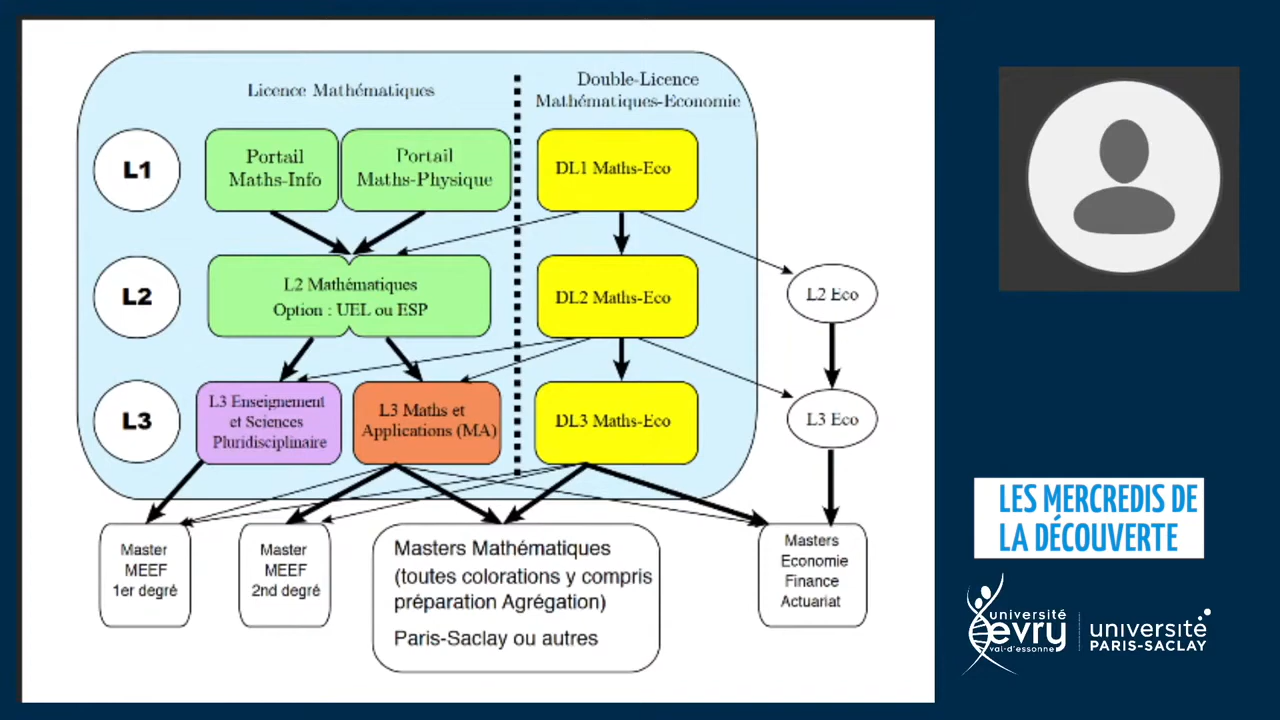 Licence Mathématiques
Double-Licence
Mathématiques-Economie
L1
Portail
Maths-Info
Portail
Maths-Physique
DL1 Maths-Eco
L2
L2 Mathématiques
Option : UEL ou ESP
DL2 Maths-Eco
L2 Eco
L3
L3 Enseignement
et Sciences
Pluridisciplinaire
L3 Maths et
Applications (MA)
DL3 Maths-Eco
L3 Eco
Master
MEEF
1er degré
Master
MEEF
2nd degré
Masters Mathématiques
(toutes colorations y compris
préparation Agrégation)
Paris-Saclay ou autres
Masters
Economie
Finance
Actuariat
LES MERCREDIS DE
LA DÉCOUVERTE
université
evry
val-d'essonne
université
PARIS-SACLAY